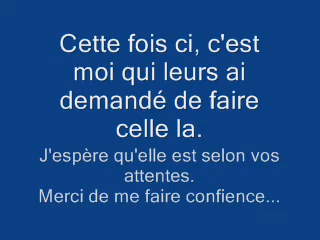 Cette fois ci, c'est
moi qui leurs ai
demandé de faire
celle la.
J'espère qu'elle est selon vos
attentes.
Merci de me faire confience...